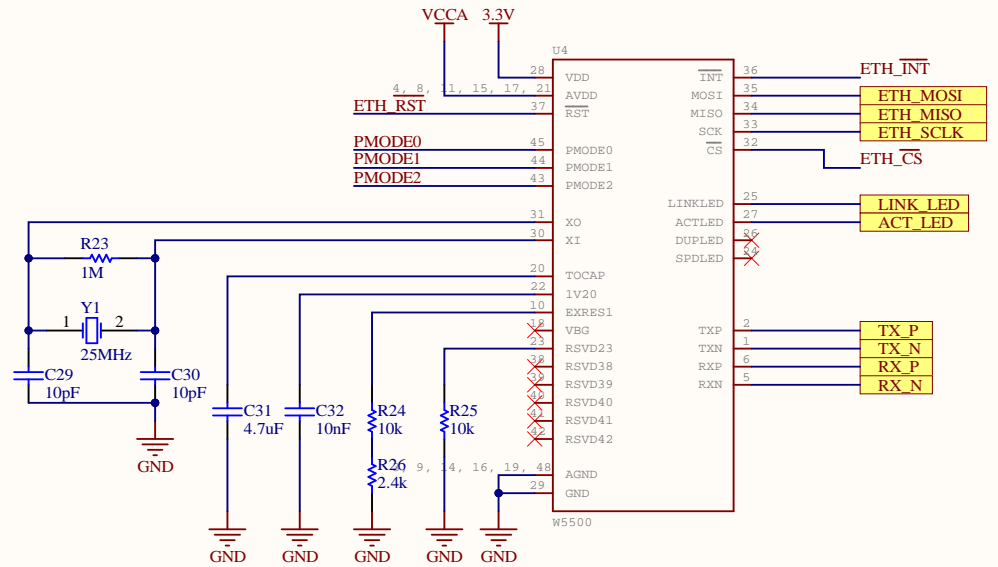 VCCA 3.3V
U4
28 VDD
4, 8, 11, 15, 17, 21 AVDD
ETH_RST 37 RST
PMODE0 45 PMODE0
PMODE1 44 PMODE1
PMODE2 43 PMODE2
31 XO
30 XI
20 TOCAP
22 1V20
10 EXRES1
18 VBG
23 RSVD23
38 RSVD38
39 RSVD39
40 RSVD40
41 RSVD41
42 RSVD42
9, 14, 16, 19, 48 AGND
29 GND
W5500
INT 36 ETH_INT
MOSI 35 ETH_MOSI
MISO 34 ETH_MISO
SCK 33 ETH_SCLK
CS 32 ETH_CS
LINKLED 25 LINK_LED
ACTLED 27 ACT_LED
DUPLED 26
SPDLED 24
TXP 2 TX_P
TXN 1 TX_N
RXP 6 RX_P
RXN 5 RX_N
R23
1M
Y1
1 2
25MHz
C29
10pF
C30
10pF
GND
C31
4.7uF
C32
10nF
R24
10k
R25
10k
R26
2.4k
GND GND GND GND GND